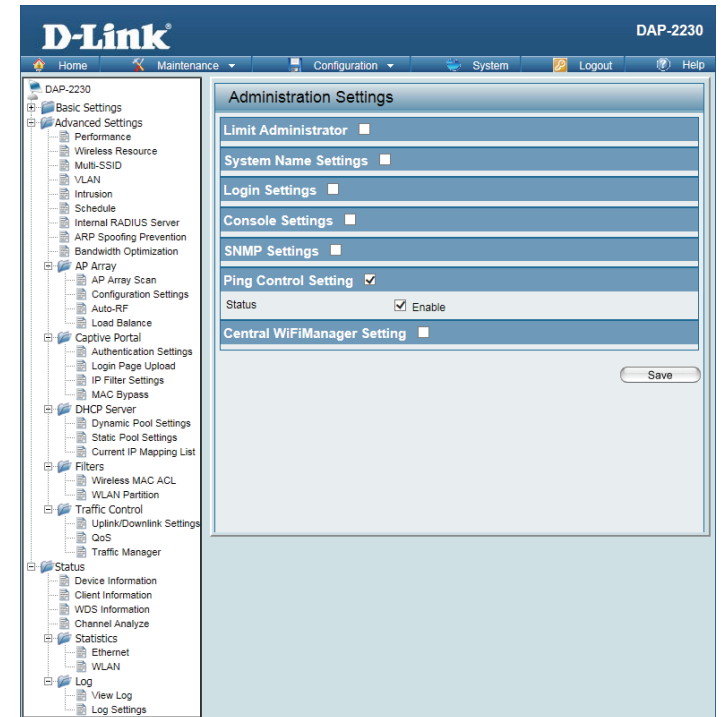 D-Link®
DAP-2230
Home Maintenance Configuration System Logout Help
DAP-2230
Basic Settings
Advanced Settings
Performance
Wireless Resource
Multi-SSID
VLAN
Intrusion
Schedule
Internal RADIUS Server
ARP Spoofing Prevention
Bandwidth Optimization
AP Array
AP Array Scan
Configuration Settings
Auto-RF
Load Balance
Captive Portal
Authentication Settings
Login Page Upload
IP Filter Settings
MAC Bypass
DHCP Server
Dynamic Pool Settings
Static Pool Settings
Current IP Mapping List
Filters
Wireless MAC ACL
WLAN Partition
Traffic Control
Uplink/Downlink Settings
QoS
Traffic Manager
Status
Device Information
Client Information
WDS Information
Channel Analyze
Statistics
Ethernet
WLAN
Log
View Log
Log Settings
Administration Settings
Limit Administrator
System Name Settings
Login Settings
Console Settings
SNMP Settings
Ping Control Setting
Status Enable
Central WiFiManager Setting
Save